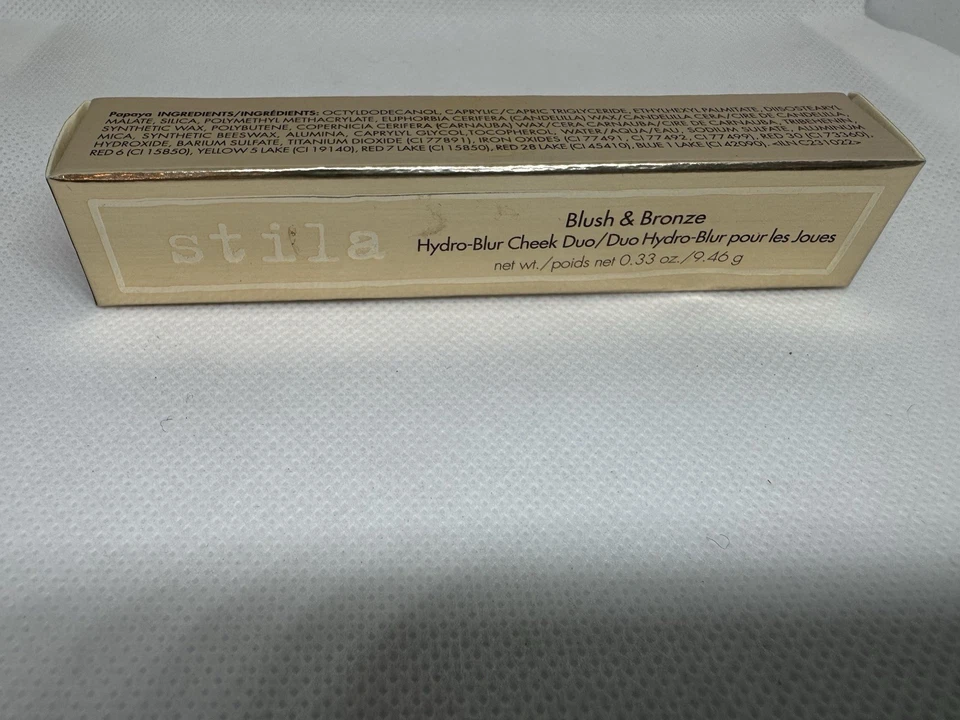 Papaya INGREDIENTS/INGRÉDIENTS: OCTYLDODECANOL, CAPRYLIC/CAPRIC TRIGLYCERIDE, ETHYLHEXYL PALMITATE, DIISOSTEARYL
MALATE, SILICA, POLYMETHYL METHACRYLATE, EUPHORBIA CERIFERA (CANDELILLA) WAX/CANDELILLA CERA/CIRE DE CANDELILLA,
SYNTHETIC WAX, POLYBUTENE, COPERNICIA CERIFERA (CARNAUBA) WAX/CERA CARNAUBA/CIRE DE CARNAUBA, TRIBEHENIN,
MICA, SYNTHETIC BEESWAX, ALUMINA, CAPRYLYL GLYCOL, TOCOPHEROL, WATER/AQUA/EAU, SODIUM SULFATE, ALUMINUM
HYDROXIDE, BARIUM SULFATE, TITANIUM DIOXIDE (CI 77891), IRON OXIDES (CI 77491, CI 77492, CI 77499), RED 30 (CI 73360),
RED 6 (CI 15850), YELLOW 5 LAKE (CI 19140), RED 7 LAKE (CI 15850), RED 28 LAKE (CI 45410), BLUE 1 LAKE (CI 42090). <ILN C231022>
stila
Blush & Bronze
Hydro-Blur Cheek Duo/Duo Hydro-Blur pour les Joues
net wt./poids net 0.33 oz./9.46 g